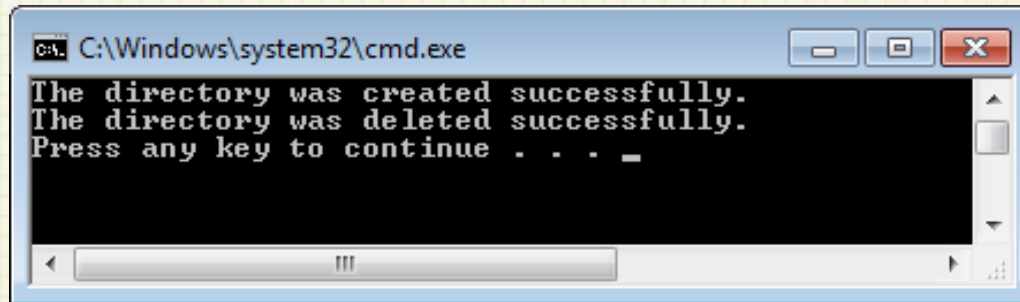 C:\Windows\system32\cmd.exe
The directory was created successfully.
The directory was deleted successfully.
Press any key to continue . . . _